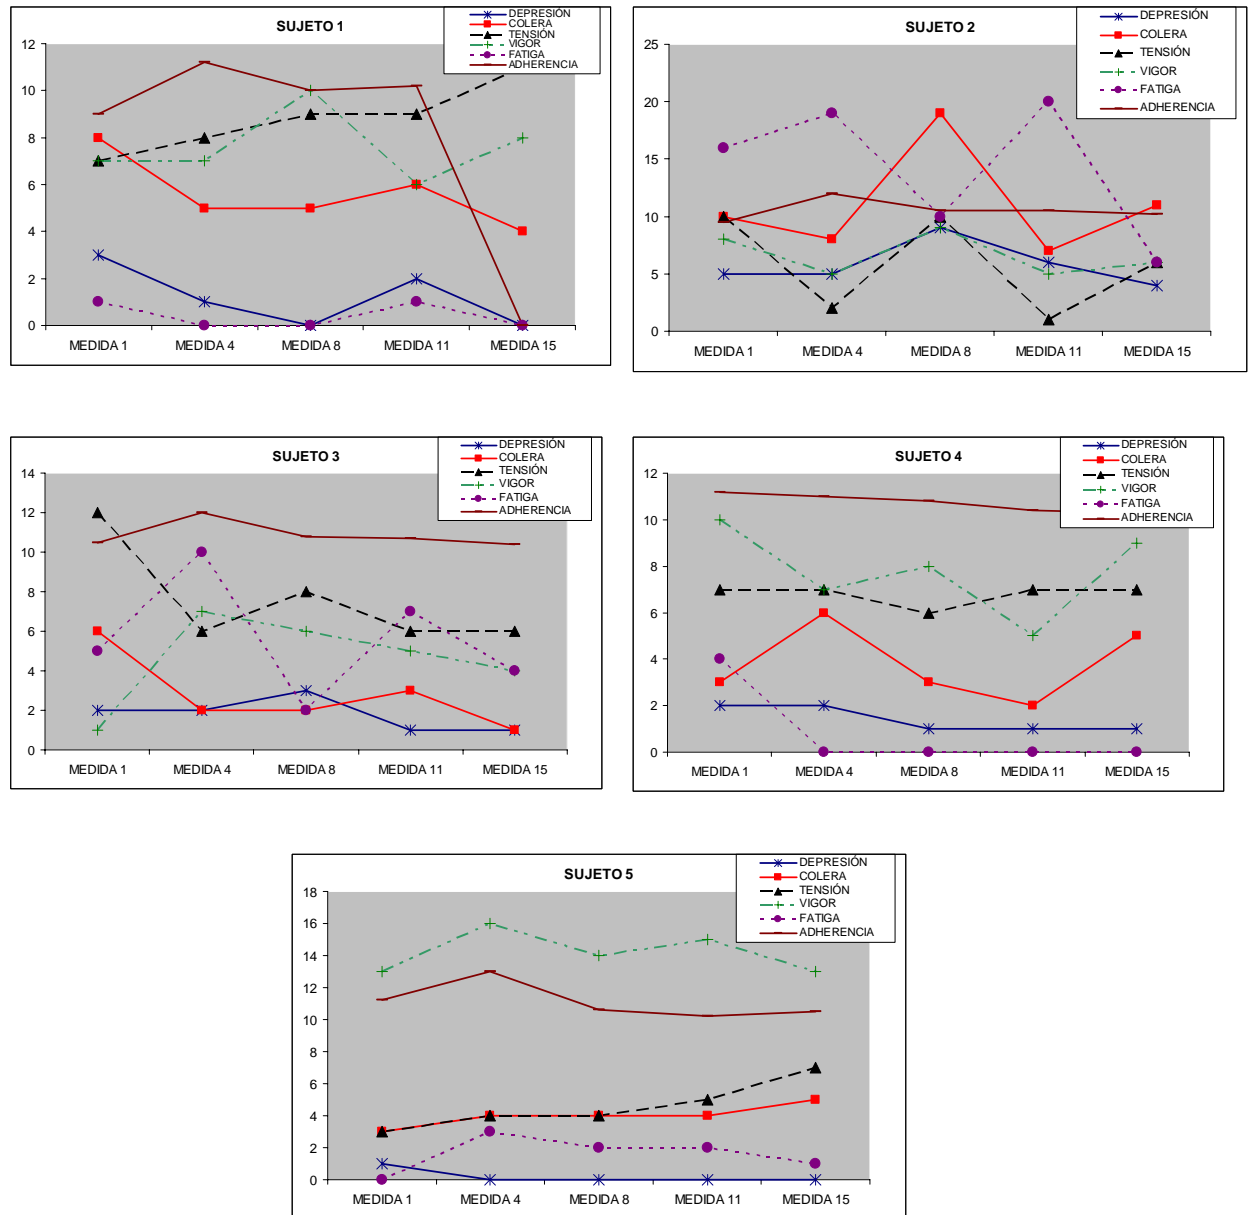 SUJETO 1
DEPRESIÓN
COLERA
TENSIÓN
VIGOR
FATIGA
ADHERENCIA
12
10
8
6
4
2
0
MEDIDA 1 MEDIDA 4 MEDIDA 8 MEDIDA 11 MEDIDA 15
SUJETO 2
DEPRESIÓN
COLERA
TENSIÓN
VIGOR
FATIGA
ADHERENCIA
25
20
15
10
5
0
MEDIDA 1 MEDIDA 4 MEDIDA 8 MEDIDA 11 MEDIDA 15
SUJETO 3
DEPRESIÓN
COLERA
TENSIÓN
VIGOR
FATIGA
ADHERENCIA
14
12
10
8
6
4
2
0
MEDIDA 1 MEDIDA 4 MEDIDA 8 MEDIDA 11 MEDIDA 15
SUJETO 4
DEPRESIÓN
COLERA
TENSIÓN
VIGOR
FATIGA
ADHERENCIA
12
10
8
6
4
2
0
MEDIDA 1 MEDIDA 4 MEDIDA 8 MEDIDA 11 MEDIDA 15
SUJETO 5
DEPRESIÓN
COLERA
TENSIÓN
VIGOR
FATIGA
ADHERENCIA
18
16
14
12
10
8
6
4
2
0
MEDIDA 1 MEDIDA 4 MEDIDA 8 MEDIDA 11 MEDIDA 15